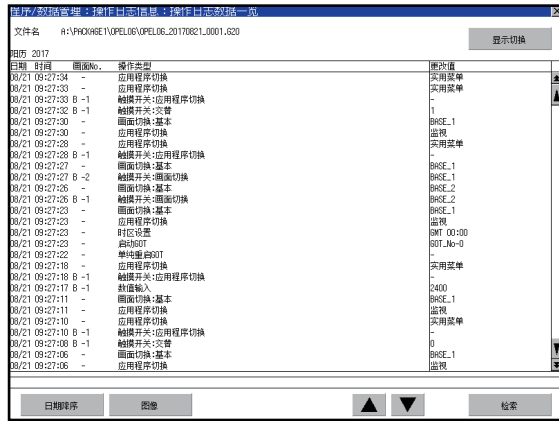 程序/数据管理：操作日志信息：操作日志数据一览
文件名 A:\PACKAGE1\OPEL06\OPELOG_20170821_0001.G2O
显示切换
阳历 2017
日期 时间 画面No. 操作类型 更改值
08/21 09:27:34 - 应用程序切换 实用菜单
08/21 09:27:33 - 应用程序切换 实用菜单
08/21 09:27:33 B -1 触摸开关:应用程序切换 -
08/21 09:27:32 B -1 触摸开关:交替 1
08/21 09:27:30 - 画面切换:基本 BASE_1
08/21 09:27:30 - 应用程序切换 监视
08/21 09:27:28 - 应用程序切换 实用菜单
08/21 09:27:28 B -1 触摸开关:应用程序切换 -
08/21 09:27:27 - 画面切换:基本 BASE_1
08/21 09:27:27 B -2 触摸开关:画面切换 BASE_1
08/21 09:27:26 - 画面切换:基本 BASE_2
08/21 09:27:26 B -1 触摸开关:画面切换 BASE_2
08/21 09:27:23 - 画面切换:基本 BASE_1
08/21 09:27:23 - 应用程序切换 监视
08/21 09:27:23 - 时区设置 GMT 00:00
08/21 09:27:23 - 启动GOT GOT_No-0
08/21 09:27:22 - 单纯重启GOT -
08/21 09:27:18 - 应用程序切换 实用菜单
08/21 09:27:18 B -1 触摸开关:应用程序切换 -
08/21 09:27:17 B -1 数值输入 2400
08/21 09:27:11 - 画面切换:基本 BASE_1
08/21 09:27:11 - 应用程序切换 监视
08/21 09:27:10 - 应用程序切换 实用菜单
08/21 09:27:10 B -1 触摸开关:应用程序切换 -
08/21 09:27:08 B -1 触摸开关:交替 0
08/21 09:27:06 - 画面切换:基本 BASE_1
08/21 09:27:06 - 应用程序切换 监视
日期降序 图像 检索